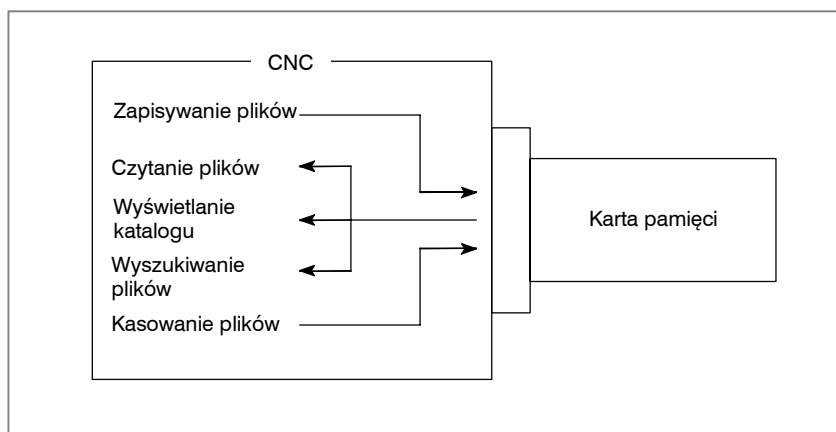 CNC
Zapisywanie plików
Czytanie plików
Wyświetlanie
katalogu
Wyszukiwanie
plików
Kasowanie plików
Karta pamięci